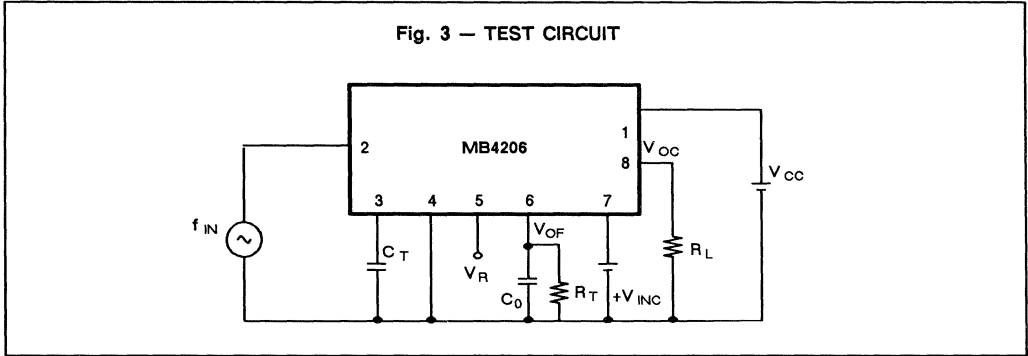 Fig. 3 — TEST CIRCUIT
MB4206
1
2
8
V OC
V CC
3
4
5
6
7
f IN
C T
V R
V OF
C 0
R T
+V INC
R L